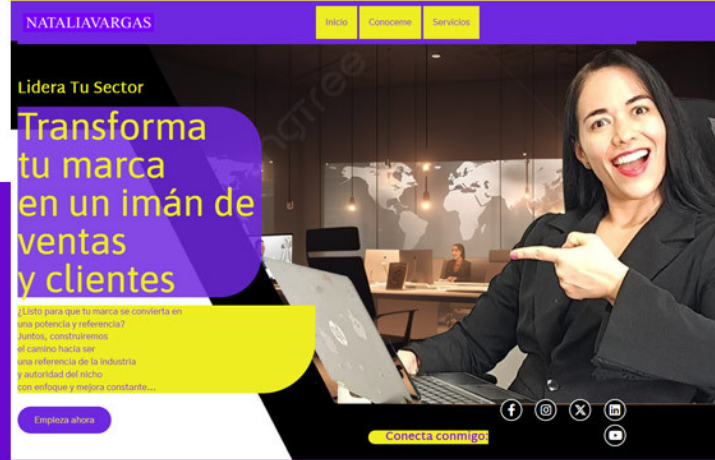 NATALIAVARGAS
Inicio
Conoceme
Servicios
Lidera Tu Sector
Transforma
tu marca
en un imán de
ventas
y clientes
¿Listo para que tu marca se convierta en
una potencia y referencia?
Juntos, construiremos
el camino hacia ser
una referencia de la industria
y autoridad del nicho
con enfoque y mejora constante...
Empieza ahora
Conecta conmigo: